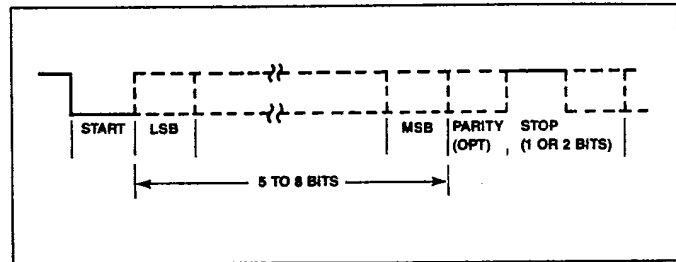 START LSB MSB PARITY STOP
(OPT) (1 OR 2 BITS)
5 TO 8 BITS